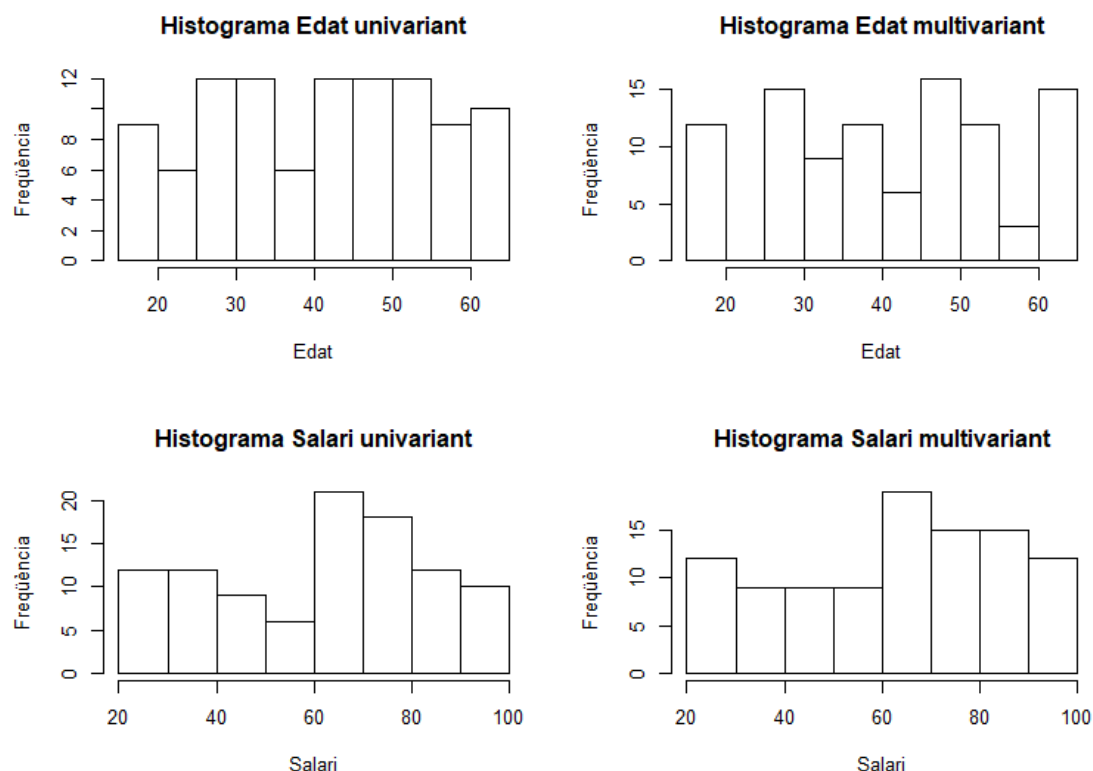 Histograma Edat univariant
Freqüència
0 2 4 6 8 12
20 30 40 50 60
Edat
Histograma Edat multivariant
Freqüència
0 5 10 15
20 30 40 50 60
Edat
Histograma Salari univariant
Freqüència
0 5 10 15 20
20 40 60 80 100
Salari
Histograma Salari multivariant
Freqüència
0 5 10 15
20 40 60 80 100
Salari